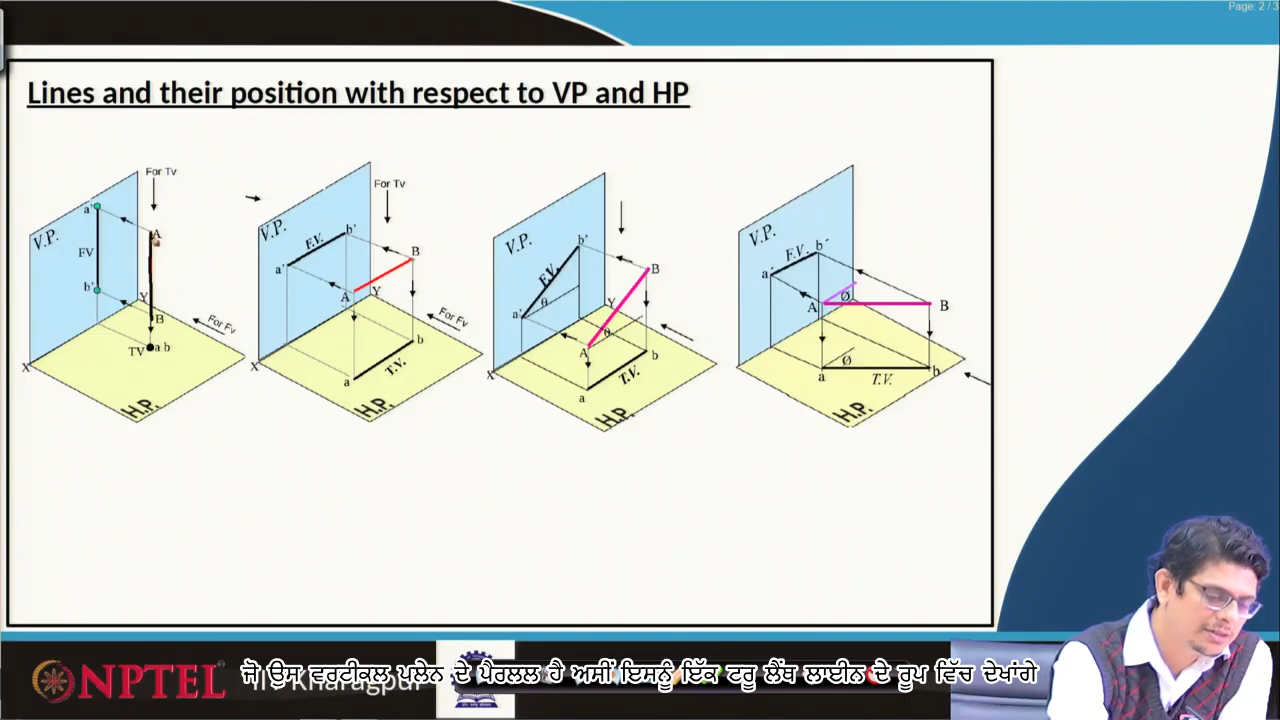 Page: 2 / 3
Lines and their position with respect to VP and HP
For Tv
a'
A
V.P.
FV
b'
Y
B
For Fv
TV
a b
X
H.P.
For Tv
V.P.
F.V.
b'
B
a'
A
Y
For Fv
X
b
a
T.V.
H.P.
V.P.
b'
B
F.V.
θ
a'
Y
θ
A
X
b
a
T.V.
H.P.
V.P.
F.V.
b'
a'
Ø
A
B
Ø
a
b
T.V.
H.P.
NPTEL
IIT Kharagpur
ਜੋ ਉਸ ਵਰਟੀਕਲ ਪਲੇਨ ਦੇ ਪੈਰਲਲ ਹੈ ਅਸੀਂ ਇਸਨੂੰ ਇੱਕ ਟਰੂ ਲੈਂਥ ਲਾਈਨ ਦੇ ਰੂਪ ਵਿੱਚ ਦੇਖਾਂਗੇ